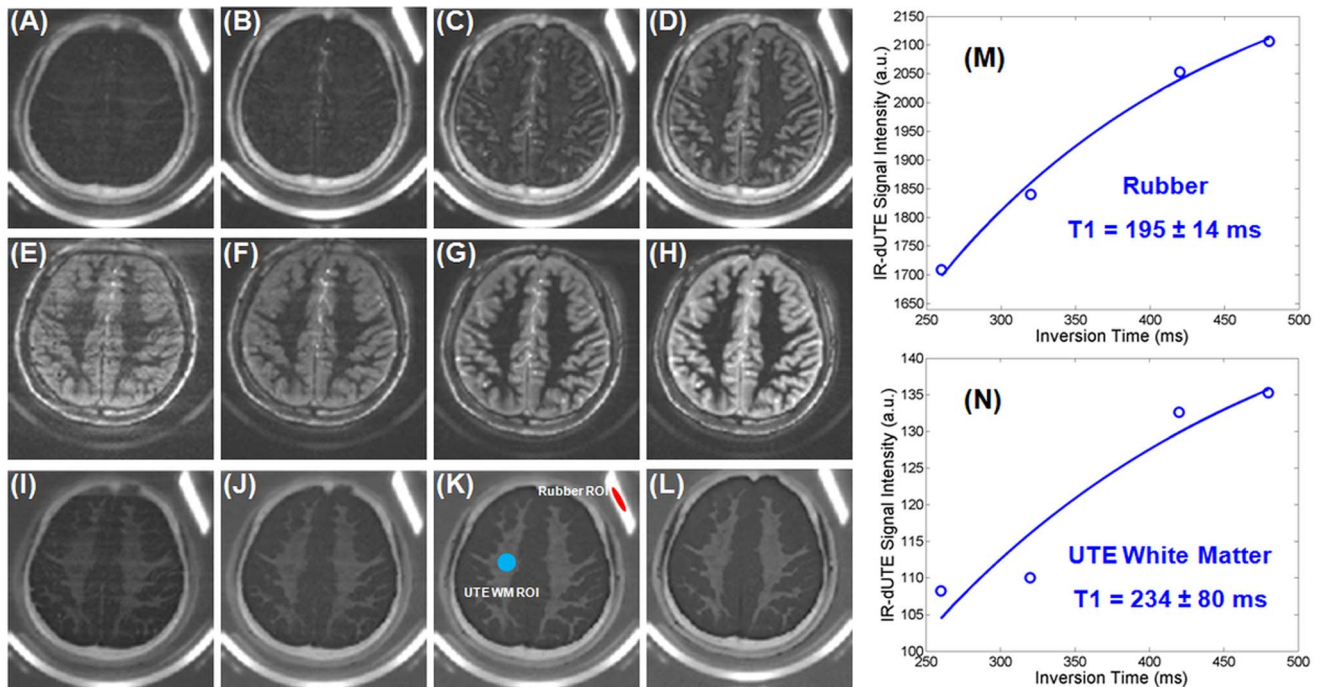 (A)
(B)
(C)
(D)
(E)
(F)
(G)
(H)
(I)
(J)
(K)
Rubber ROI
UTE WM ROI
(L)
2150
2100
2050
2000
1950
1900
1850
1800
1750
1700
1650
IR-dUTE Signal Intensity (a.u.)
(M)
Rubber
T1 = 195 ± 14 ms
250 300 350 400 450 500
Inversion Time (ms)
140
135
130
125
120
115
110
105
100
IR-dUTE Signal Intensity (a.u.)
(N)
UTE White Matter
T1 = 234 ± 80 ms
250 300 350 400 450 500
Inversion Time (ms)